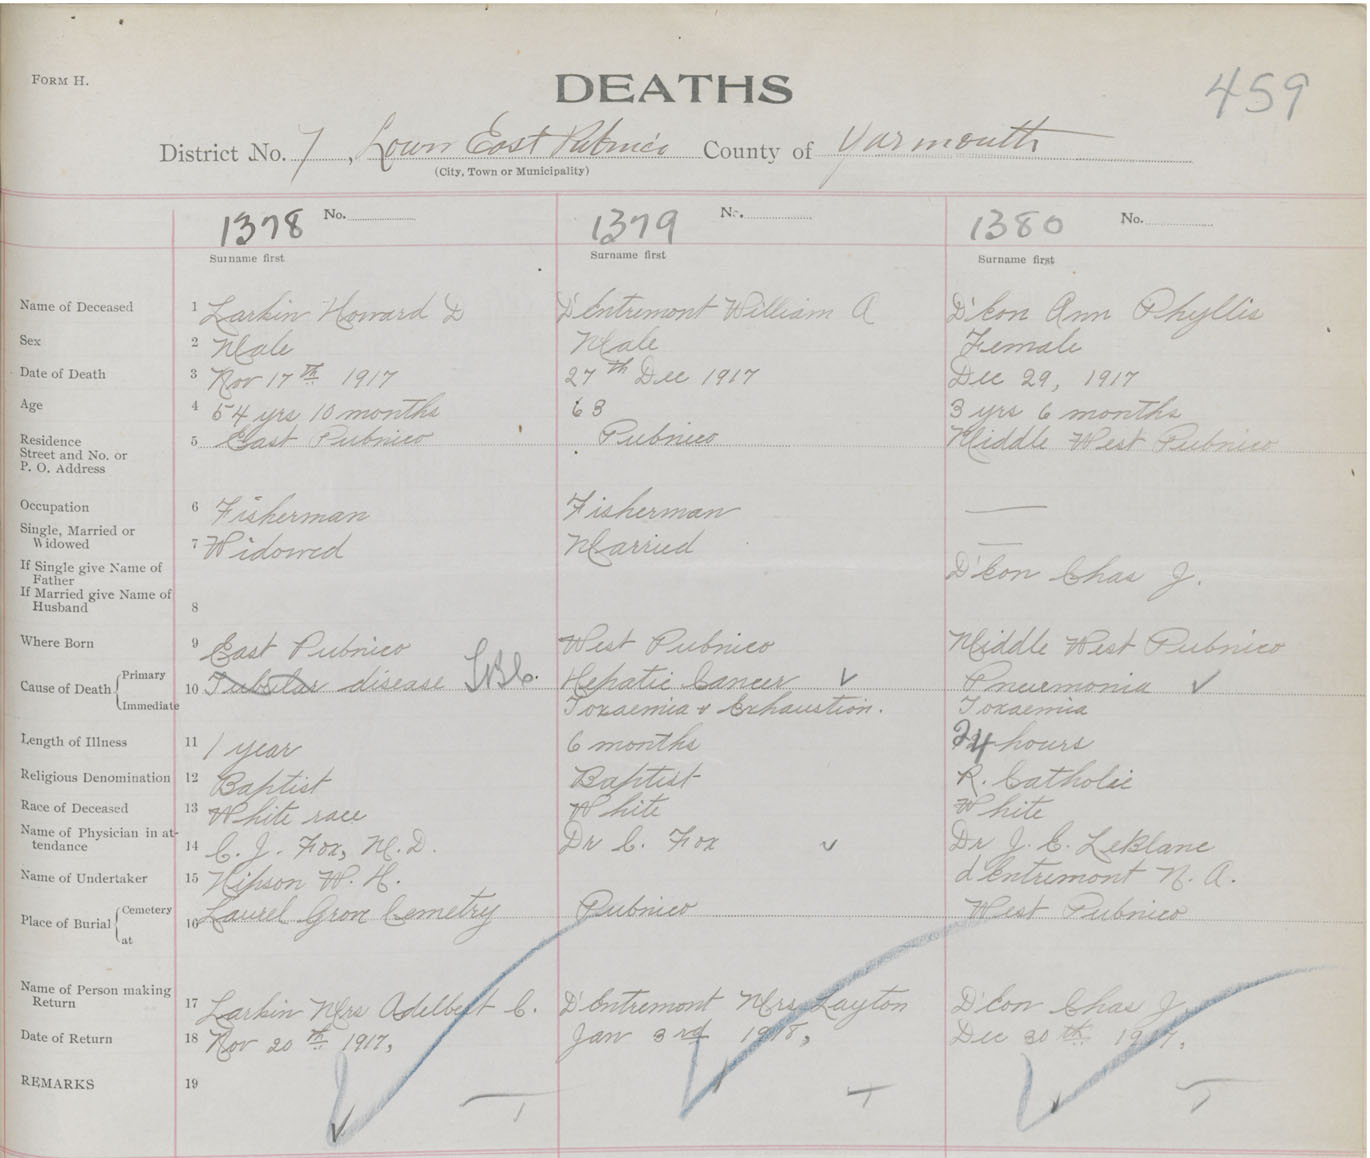 FORM H.
DEATHS
459
District No. 7, Lown East Pubnico County of Yarmouth
(City, Town or Municipality)
1378 No.
1379 No.
1380 No.
Surname first
Surname first
Surname first
Name of Deceased 1 Larkin Howard D D'Entremont William A D'Eon Ann Phyllis
Sex 2 Male Male Female
Date of Death 3 Nov 17th 1917 27th Dec 1917 Dec 29, 1917
Age 4 54 yrs 10 months 63 3 yrs 6 months
Residence 5 East Pubnico Pubnico Middle West Pubnico
Street and No. or
P. O. Address
Occupation 6 Fisherman Fisherman —
Single, Married or
Widowed 7 Widowed Married —
If Single give Name of
Father D'Eon Chas J.
If Married give Name of
Husband 8
Where Born 9 East Pubnico West Pubnico Middle West Pubnico
Cause of Death Primary 10 Tubular disease Hepatic Cancer Pneumonia
Immediate Toxaemia & Exhaustion. Toxaemia
Length of Illness 11 1 year 6 months 24 hours
Religious Denomination 12 Baptist Baptist R. Catholic
Race of Deceased 13 White race White White
Name of Physician in at-
tendance 14 C. J. Fox, M.D. Dr C. Fox Dr J. E. LeBlanc
Name of Undertaker 15 Hipson W. H. d'Entremont N. A.
Place of Burial Cemetery 16 Laurel Grove Cemetry Pubnico West Pubnico
at
Name of Person making
Return 17 Larkin Mrs Adelbert C. D'Entremont Mrs Layton D'Eon Chas J.
Date of Return 18 Nov 20th 1917, Jan 3rd 1918, Dec 30th 1917,
REMARKS 19